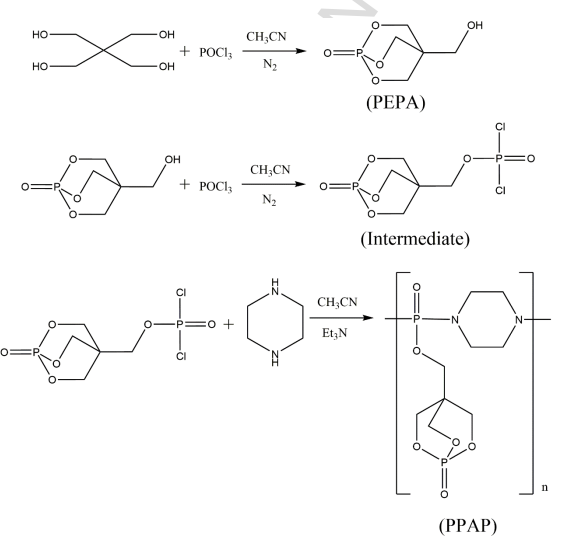 HO OH OH
HO OH + POCl3 CH3CN N2 O P O O O
(PEPA)
O P O O O OH + POCl3 CH3CN N2 O P O O O O P O Cl Cl
(Intermediate)
O P O O O O P O Cl Cl + H N N H CH3CN Et3N O P N N O O O O P O n
(PPAP)